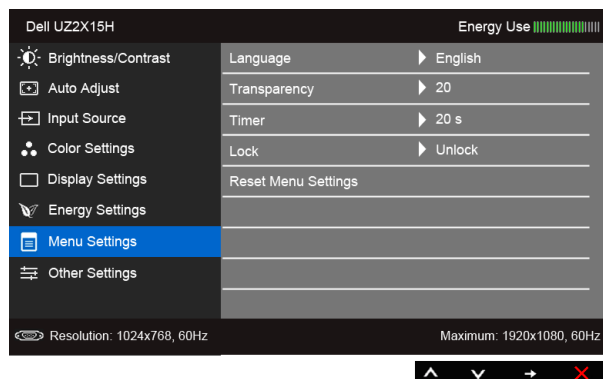 Dell UZ2X15H Energy Use
Brightness/Contrast Language English
Auto Adjust Transparency 20
Input Source Timer 20 s
Color Settings Lock Unlock
Display Settings Reset Menu Settings
Energy Settings
Menu Settings
Other Settings
Resolution: 1024x768, 60Hz Maximum: 1920x1080, 60Hz